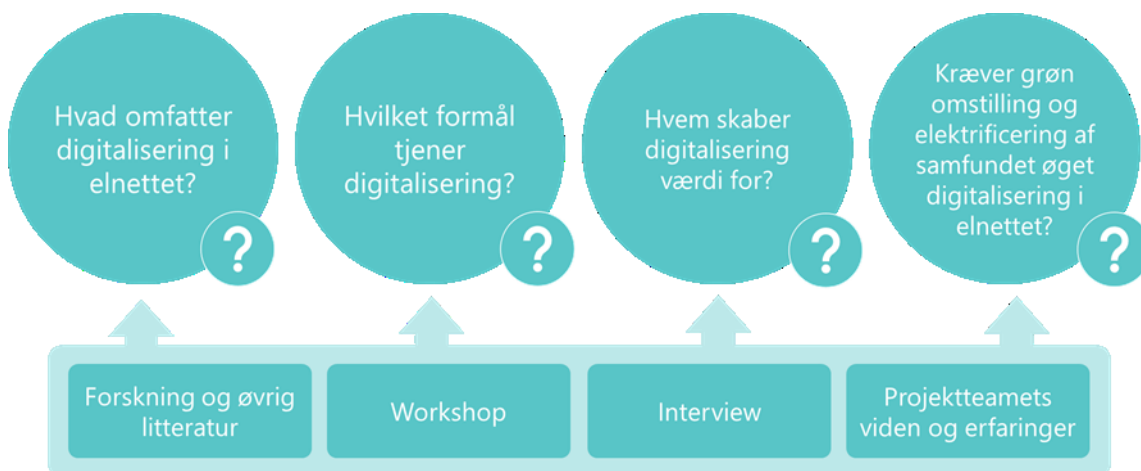 Hvad omfatter
digitalisering i
elnettet?
?
Hvilket formål
tjener
digitalisering?
?
Hvem skaber
digitalisering
værdi for?
?
Kræver grøn
omstilling og
elektrificering af
samfundet øget
digitalisering i
elnettet?
?
Forskning og øvrig
litteratur
Workshop
Interview
Projektteamets
viden og erfaringer